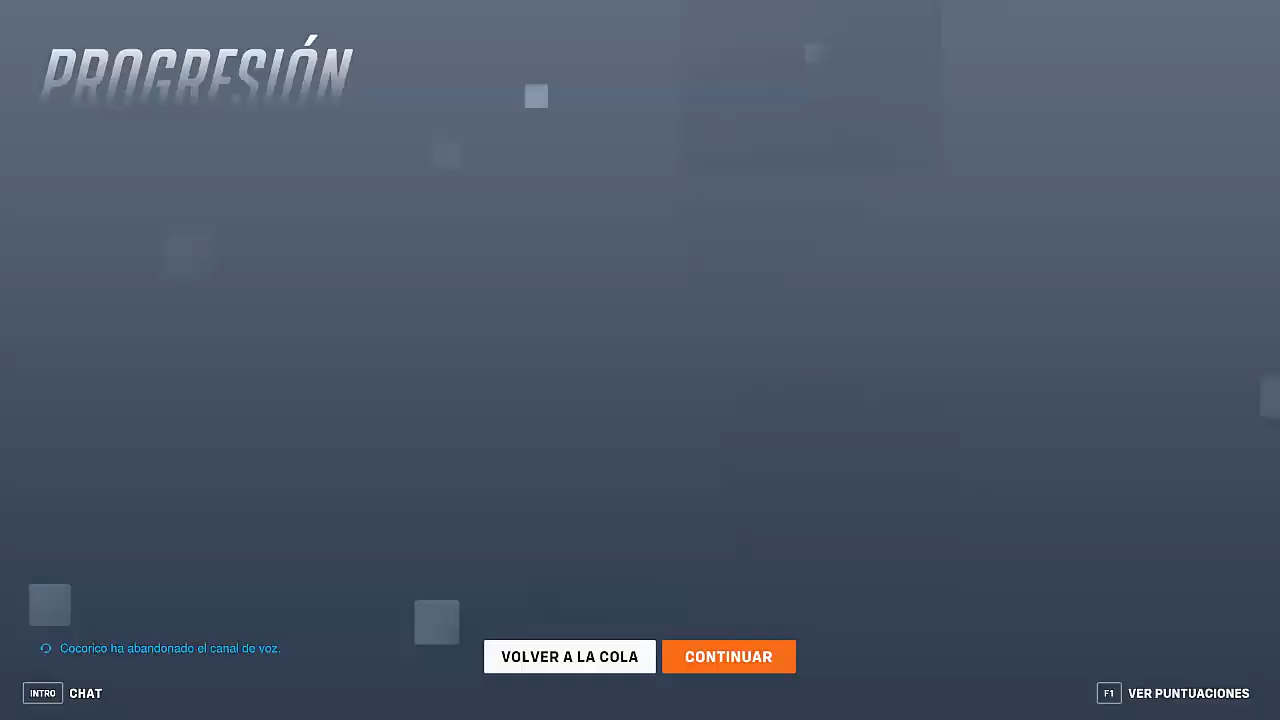 PROGRESIÓN
Cocorico ha abandonado el canal de voz.
VOLVER A LA COLA
CONTINUAR
INTRO CHAT
F1 VER PUNTUACIONES